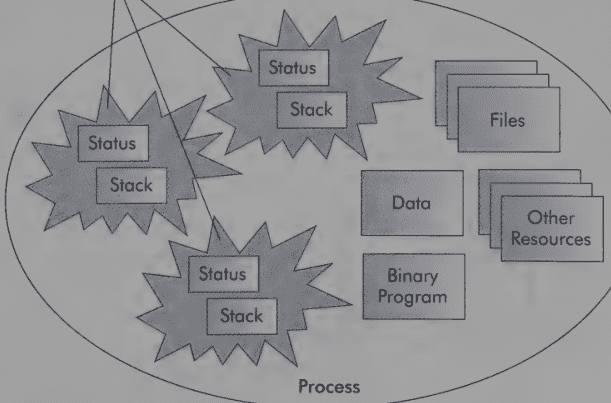 Status
Stack
Files
Status
Stack
Data
Other
Resources
Status
Stack
Binary
Program
Process